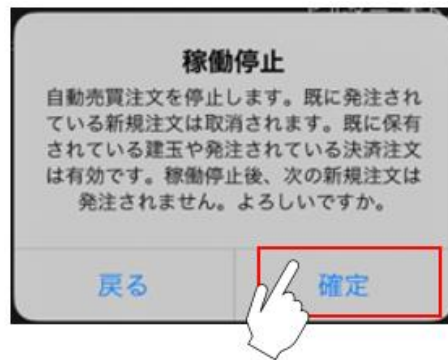 稼働停止
自動売買注文を停止します。既に発注され
ている新規注文は取消されます。既に保有
されている建玉や発注されている決済注文
は有効です。稼働停止後、次の新規注文は
発注されません。よろしいですか。
戻る
確定